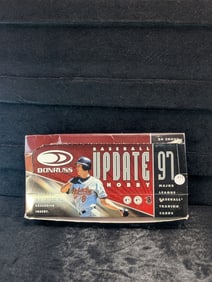 BASEBALL
DONRUSS
UPDATE
HOBBY
97
MAJOR
LEAGUE
BASEBALL
TRADING
CARDS